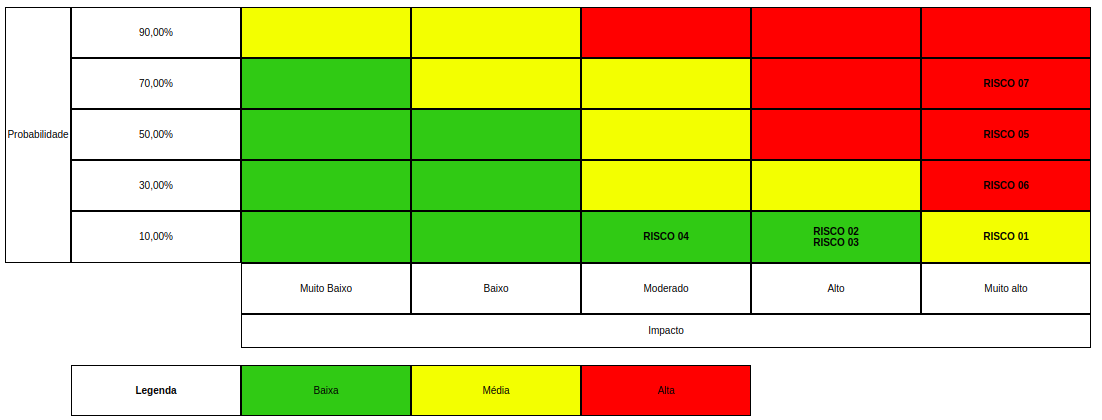 90,00%
70,00%
RISCO 07
Probabilidade
50,00%
RISCO 05
30,00%
RISCO 06
10,00%
RISCO 04
RISCO 02
RISCO 03
RISCO 01
Muito Baixo
Baixo
Moderado
Alto
Muito alto
Impacto
Legenda
Baixa
Média
Alta